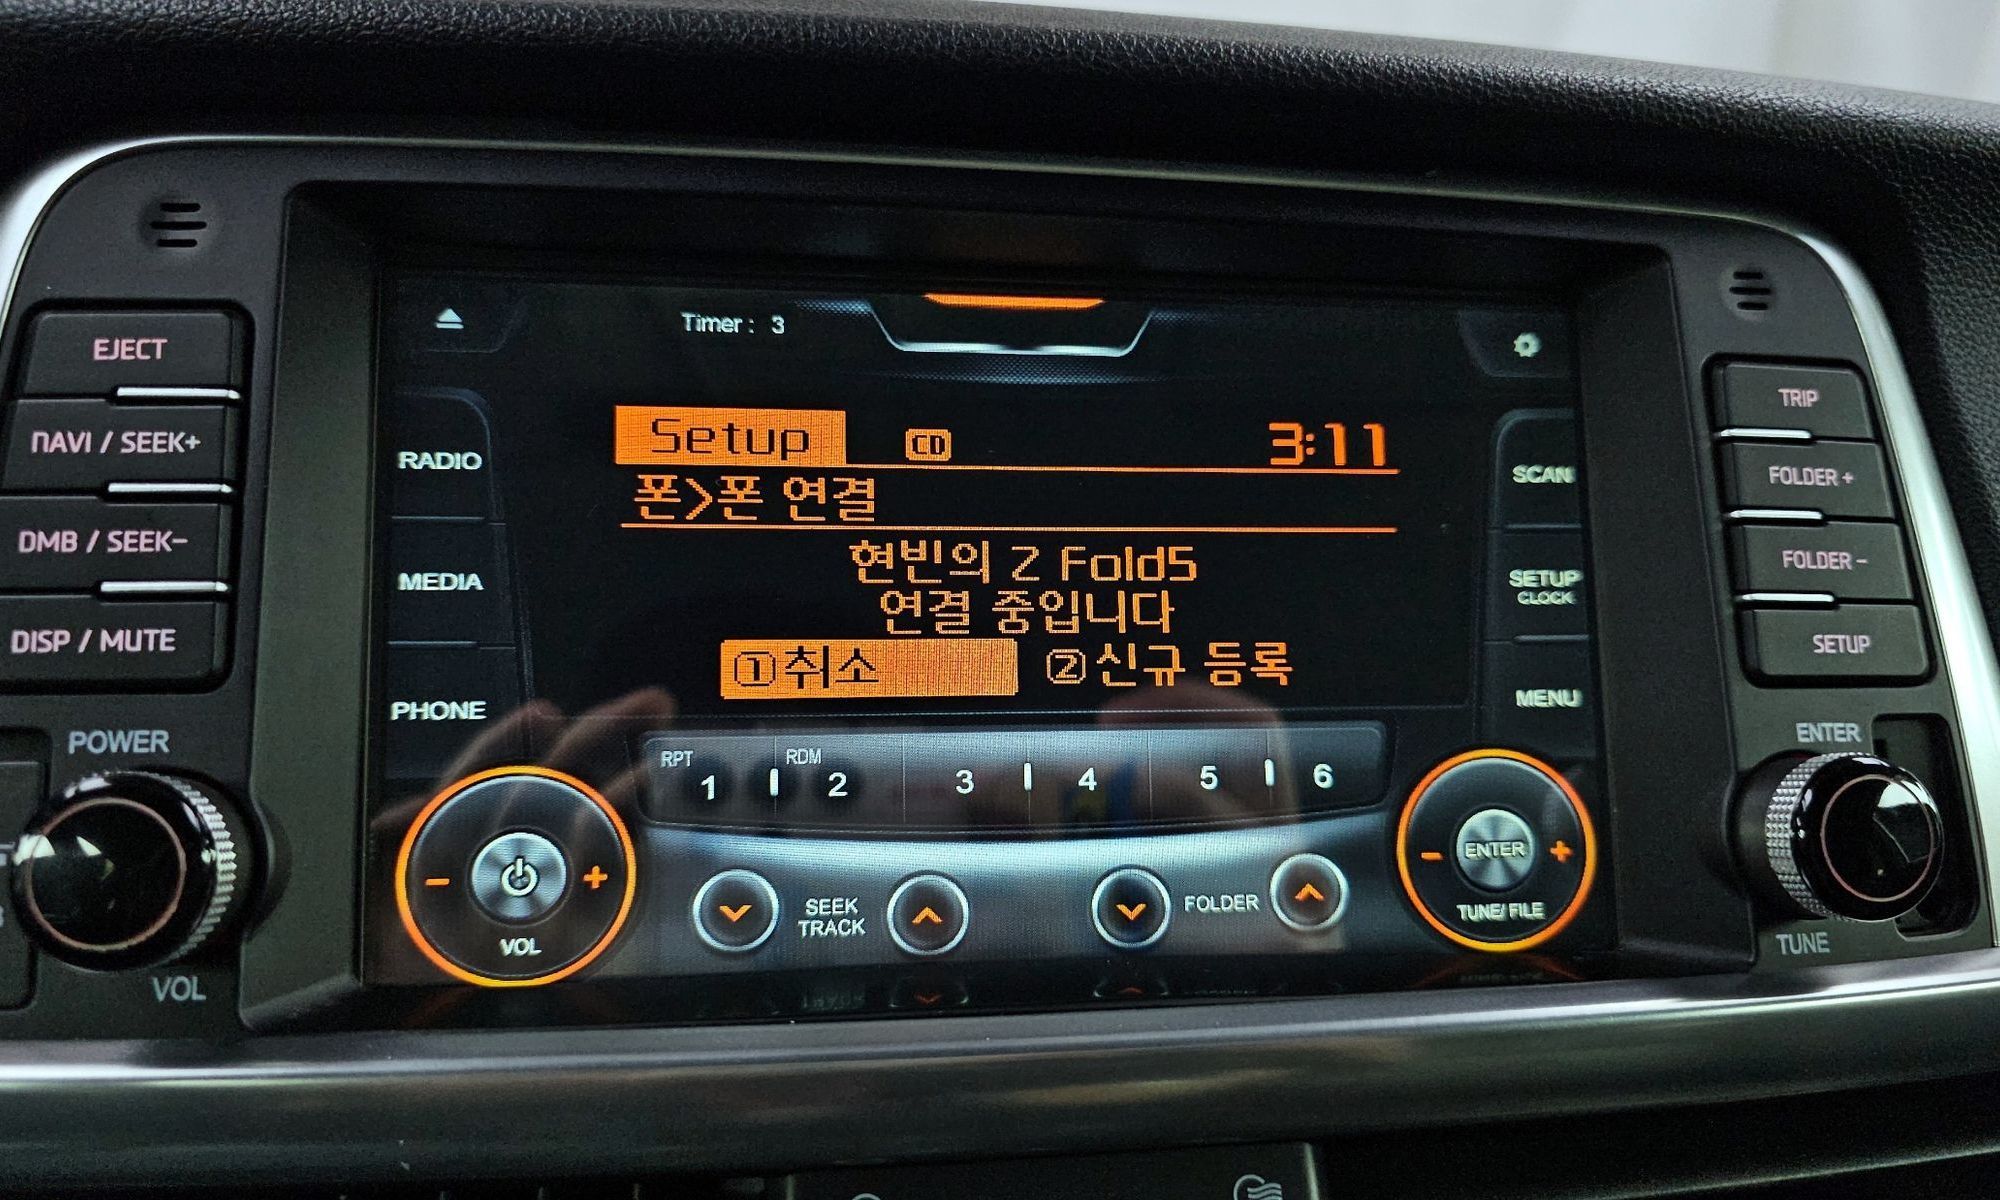 EJECT
NAVI / SEEK+
DMB / SEEK-
DISP / MUTE
POWER
VOL
Timer : 3
RADIO
MEDIA
PHONE
Setup CD 3:11
폰>폰 연결
현빈의 Z Fold5
연결 중입니다
①취소 ②신규 등록
SCAN
SETUP
CLOCK
MENU
RPT 1 RDM 2 3 4 5 6
- +
VOL
SEEK
TRACK
FOLDER
- ENTER +
TUNE/ FILE
TRIP
FOLDER +
FOLDER -
SETUP
ENTER
TUNE